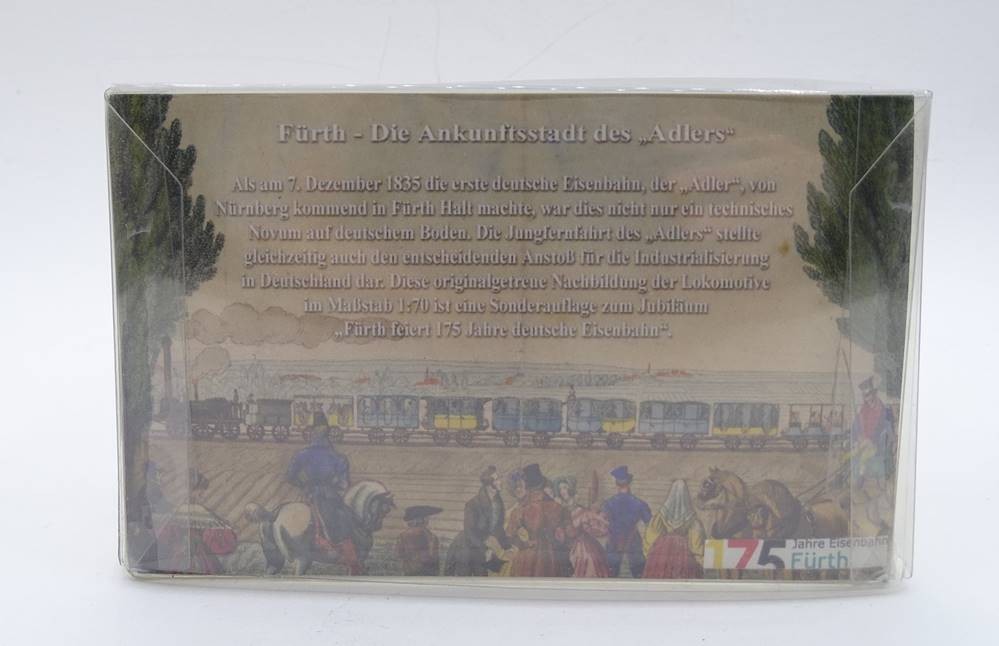 Fürth - Die Ankunftsstadt des „Adlers“
Als am 7. Dezember 1835 die erste deutsche Eisenbahn, der „Adler“, von
Nürnberg kommend in Fürth Halt machte, war dies nicht nur ein technisches
Novum auf deutschem Boden. Die Jungfernfahrt des „Adlers“ stellte
gleichzeitig auch den entscheidenden Anstoß für die Industrialisierung
in Deutschland dar. Diese originalgetreue Nachbildung der Lokomotive
im Maßstab 1:70 ist eine Sonderauflage zum Jubiläum
„Fürth feiert 175 Jahre deutsche Eisenbahn“.
175 Jahre Eisenbahn
Fürth